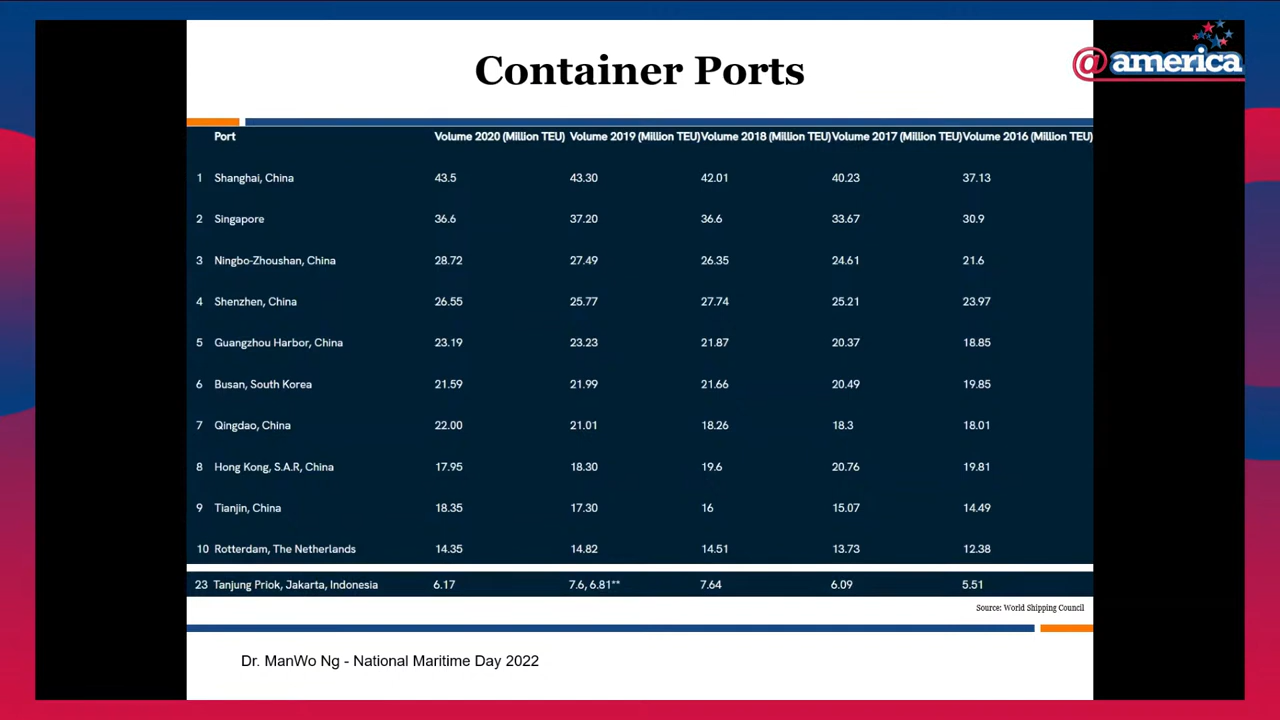 @america
Container Ports
Port Volume 2020 (Million TEU) Volume 2019 (Million TEU) Volume 2018 (Million TEU) Volume 2017 (Million TEU) Volume 2016 (Million TEU)
1 Shanghai, China 43.5 43.30 42.01 40.23 37.13
2 Singapore 36.6 37.20 36.6 33.67 30.9
3 Ningbo-Zhoushan, China 28.72 27.49 26.35 24.61 21.6
4 Shenzhen, China 26.55 25.77 27.74 25.21 23.97
5 Guangzhou Harbor, China 23.19 23.23 21.87 20.37 18.85
6 Busan, South Korea 21.59 21.99 21.66 20.49 19.85
7 Qingdao, China 22.00 21.01 18.26 18.3 18.01
8 Hong Kong, S.A.R, China 17.95 18.30 19.6 20.76 19.81
9 Tianjin, China 18.35 17.30 16 15.07 14.49
10 Rotterdam, The Netherlands 14.35 14.82 14.51 13.73 12.38
23 Tanjung Priok, Jakarta, Indonesia 6.17 7.6, 6.81** 7.64 6.09 5.51
Source: World Shipping Council
Dr. ManWo Ng - National Maritime Day 2022